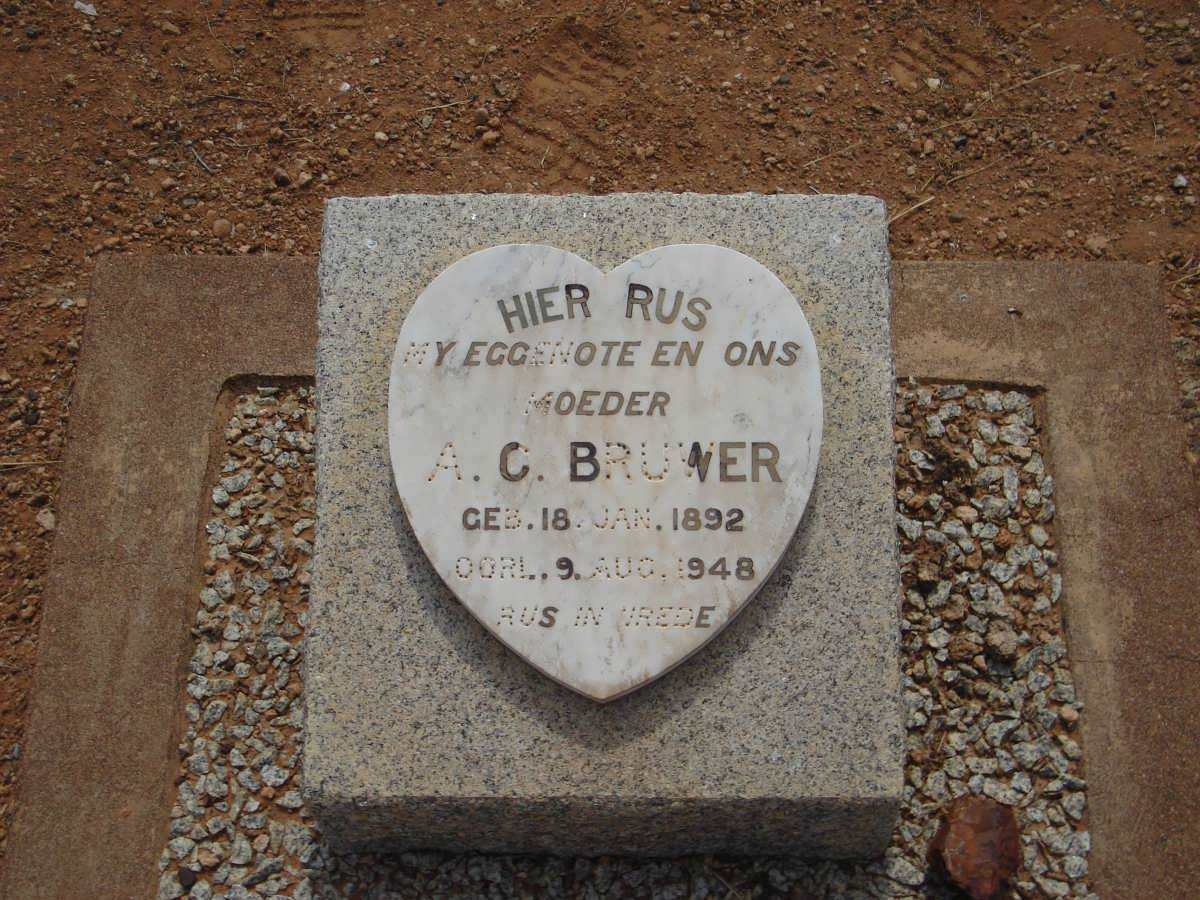 HIER RUS
MY EGGENOTE EN ONS
MOEDER
A. C. BRUWER
GEB. 18. JAN. 1892
OORL. 9. AUG. 1948
RUS IN VREDE